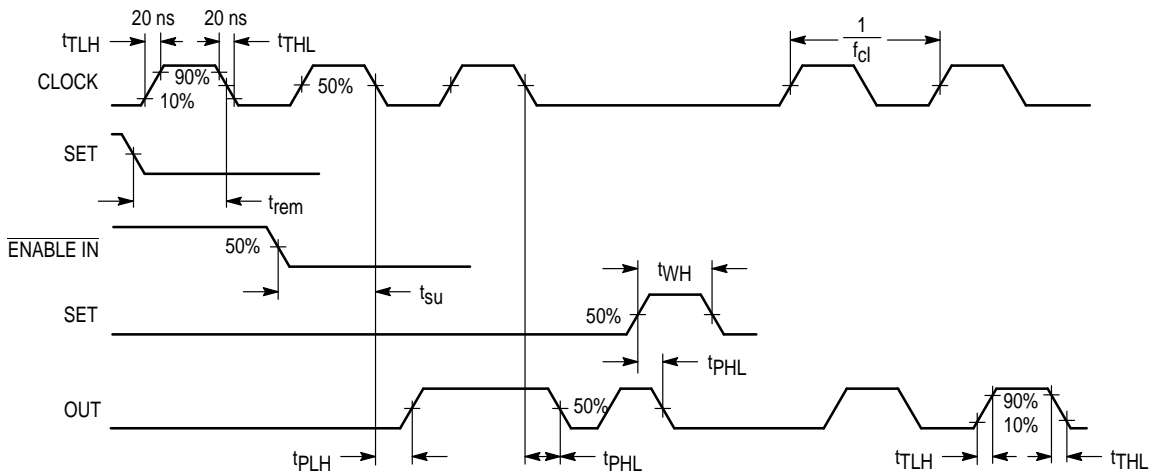 20 ns 20 ns
tTLH tTHL
1
fcl
CLOCK 90% 50%
10%
SET
trem
ENABLE IN 50%
tsu
tWH
SET 50%
tPHL
OUT 50% 90%
10%
tPLH tPHL tTLH tTHL